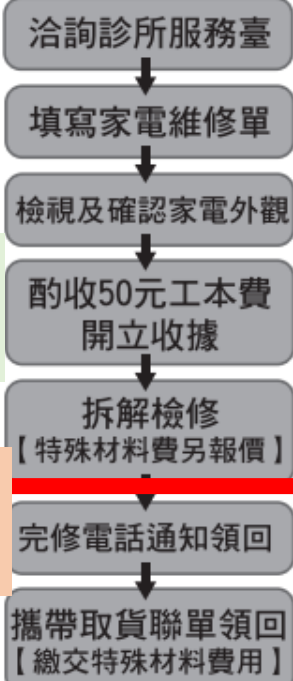 洽詢診所服務臺
填寫家電維修單
檢視及確認家電外觀
酌收50元工本費
開立收據
拆解檢修
【特殊材料費另報價】
完修電話通知領回
攜帶取貨聯單領回
【繳交特殊材料費用】